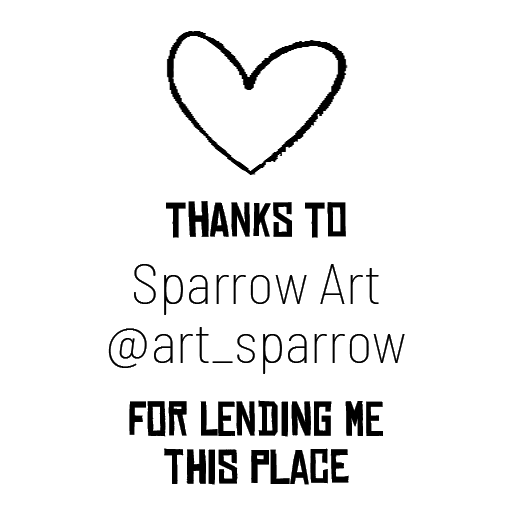 THANKS TO
Sparrow Art
@art_sparrow
FOR LENDING ME
THIS PLACE